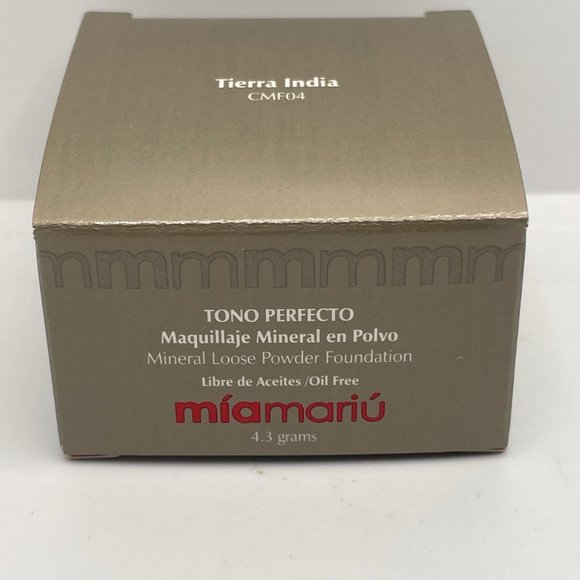 Tierra India
CMF04
mmmmmmm
TONO PERFECTO
Maquillaje Mineral en Polvo
Mineral Loose Powder Foundation
Libre de Aceites /Oil Free
míamariú
4.3 grams